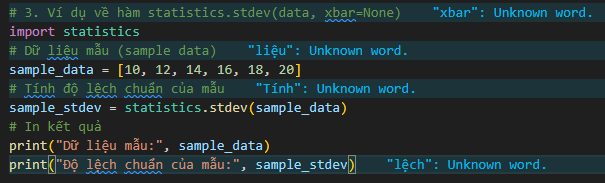 # 3. Ví dụ về hàm statistics.stdev(data, xbar=None)    "xbar": Unknown word.
import statistics
# Dữ liệu mẫu (sample data)    "liệu": Unknown word.
sample_data = [10, 12, 14, 16, 18, 20]
# Tính độ lệch chuẩn của mẫu    "Tính": Unknown word.
sample_stdev = statistics.stdev(sample_data)
# In kết quả
print("Dữ liệu mẫu:", sample_data)
print("Độ lệch chuẩn của mẫu:", sample_stdev)    "lệch": Unknown word.